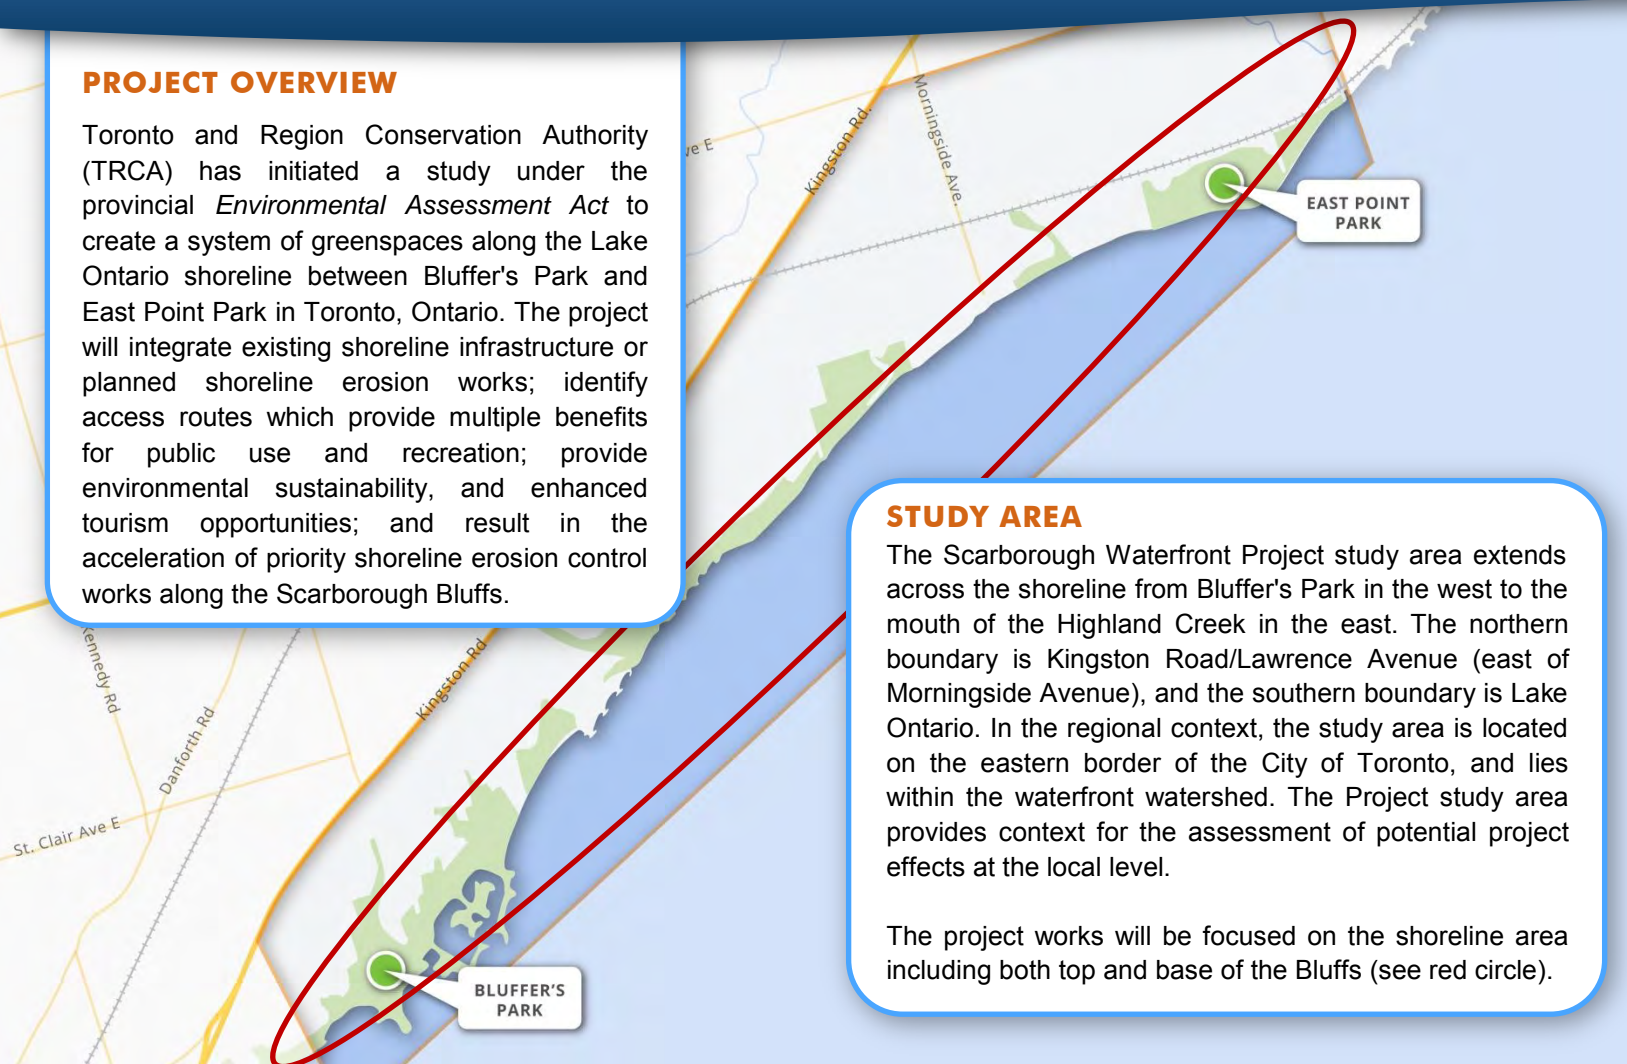 PROJECT OVERVIEW
Toronto and Region Conservation Authority
(TRCA) has initiated a study under the
provincial Environmental Assessment Act to
create a system of greenspaces along the Lake
Ontario shoreline between Bluffer's Park and
East Point Park in Toronto, Ontario. The project
will integrate existing shoreline infrastructure or
planned shoreline erosion works; identify
access routes which provide multiple benefits
for public use and recreation; provide
environmental sustainability, and enhanced
tourism opportunities; and result in the
acceleration of priority shoreline erosion control
works along the Scarborough Bluffs.
ve E
Kingston Rd.
Morningside Ave.
EAST POINT
PARK
STUDY AREA
The Scarborough Waterfront Project study area extends
across the shoreline from Bluffer's Park in the west to the
mouth of the Highland Creek in the east. The northern
boundary is Kingston Road/Lawrence Avenue (east of
Morningside Avenue), and the southern boundary is Lake
Ontario. In the regional context, the study area is located
on the eastern border of the City of Toronto, and lies
within the waterfront watershed. The Project study area
provides context for the assessment of potential project
effects at the local level.
The project works will be focused on the shoreline area
including both top and base of the Bluffs (see red circle).
Kennedy Rd
Danforth Rd
Kingston Rd
St. Clair Ave E
BLUFFER'S
PARK